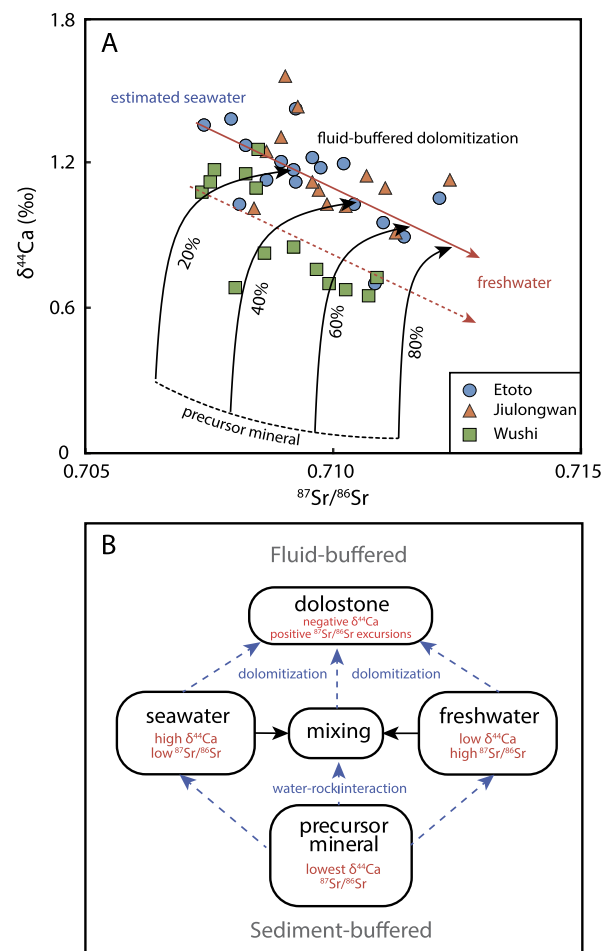 1.8
A
estimated seawater
fluid-buffered dolomitization
1.2
δ⁴⁴Ca (‰)
20%
40%
60%
80%
freshwater
0.6
precursor mineral
Etoto
Jiulongwan
Wushi
0
0.705
0.710
0.715
⁸⁷Sr/⁸⁶Sr
B
Fluid-buffered
dolostone
negative δ⁴⁴Ca
positive ⁸⁷Sr/⁸⁶Sr excursions
dolomitization
dolomitization
seawater
high δ⁴⁴Ca
low ⁸⁷Sr/⁸⁶Sr
mixing
freshwater
low δ⁴⁴Ca
high ⁸⁷Sr/⁸⁶Sr
water-rock interaction
precursor
mineral
lowest δ⁴⁴Ca
⁸⁷Sr/⁸⁶Sr
Sediment-buffered